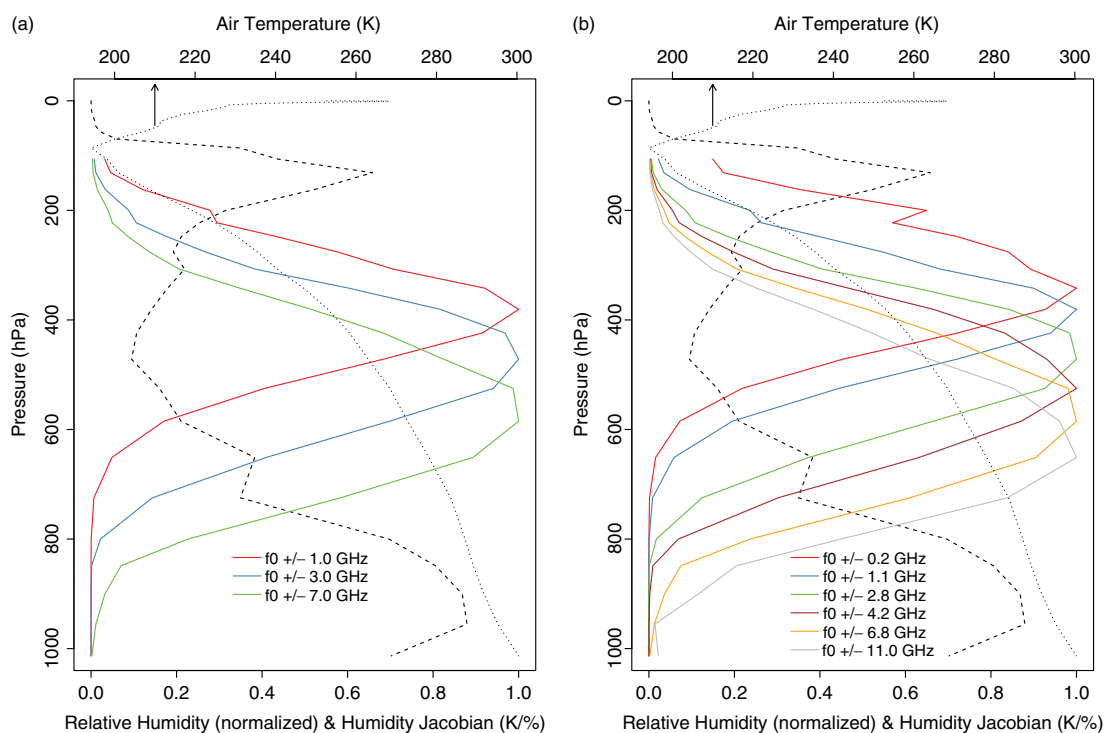 (a)
Air Temperature (K)
200 220 240 260 280 300
Pressure (hPa)
0
200
400
600
800
1000
f0 +/− 1.0 GHz
f0 +/− 3.0 GHz
f0 +/− 7.0 GHz
0.0 0.2 0.4 0.6 0.8 1.0
Relative Humidity (normalized) & Humidity Jacobian (K/%)
(b)
Air Temperature (K)
200 220 240 260 280 300
Pressure (hPa)
0
200
400
600
800
1000
f0 +/− 0.2 GHz
f0 +/− 1.1 GHz
f0 +/− 2.8 GHz
f0 +/− 4.2 GHz
f0 +/− 6.8 GHz
f0 +/− 11.0 GHz
0.0 0.2 0.4 0.6 0.8 1.0
Relative Humidity (normalized) & Humidity Jacobian (K/%)